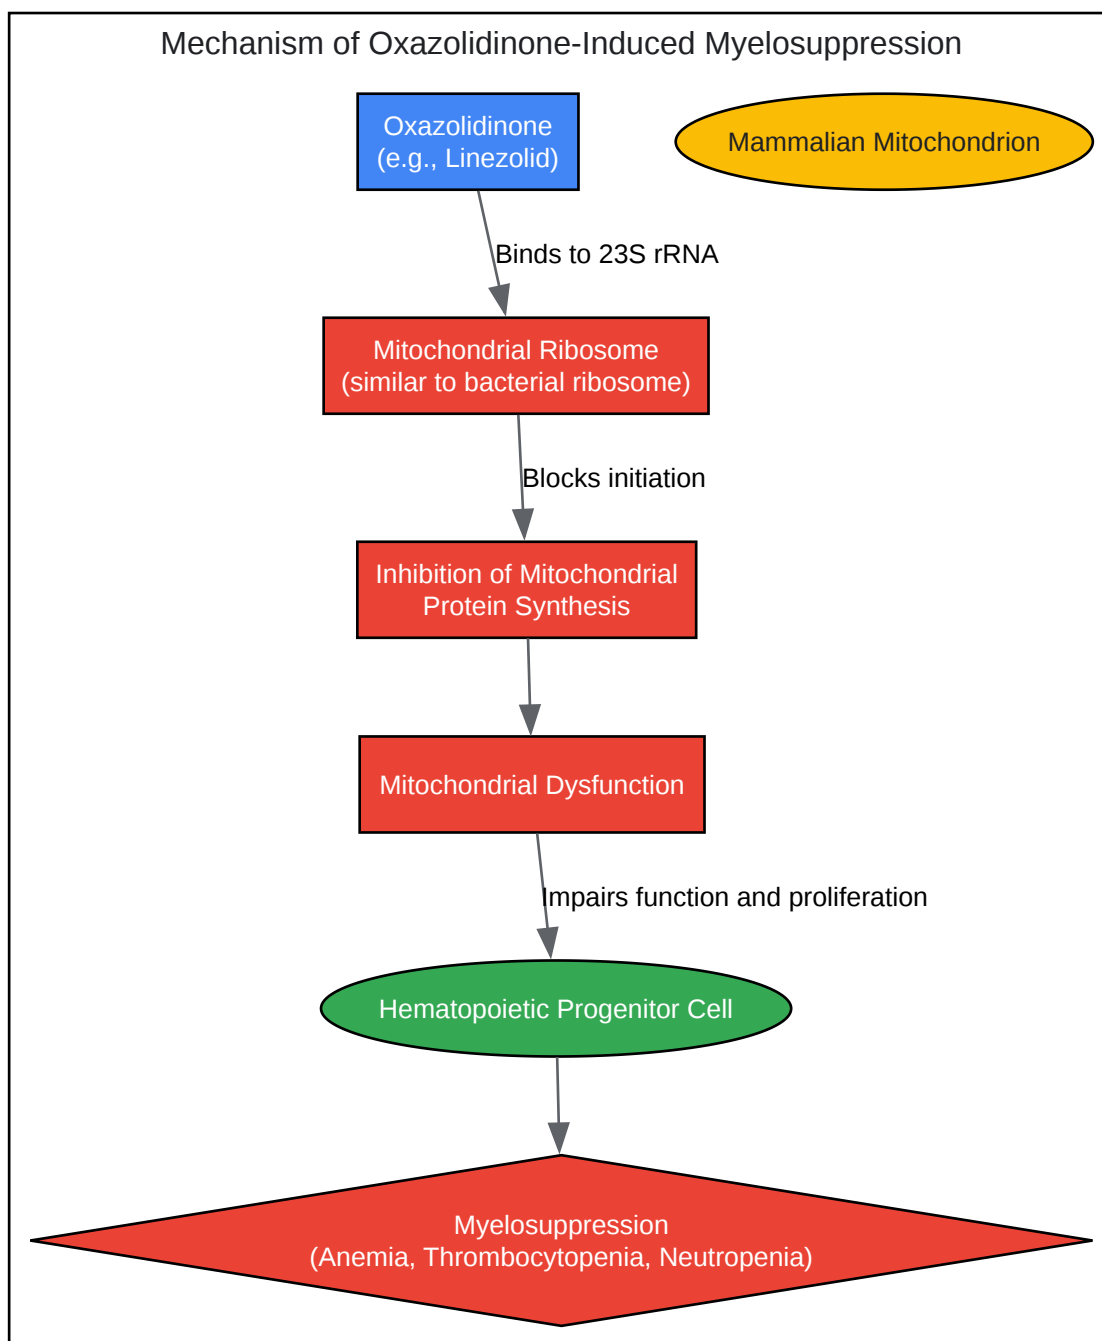 Mechanism of Oxazolidinone-Induced Myelosuppression
Oxazolidinone
(e.g., Linezolid)
Mammalian Mitochondrion
Binds to 23S rRNA
Mitochondrial Ribosome
(similar to bacterial ribosome)
Blocks initiation
Inhibition of Mitochondrial
Protein Synthesis
Mitochondrial Dysfunction
Impairs function and proliferation
Hematopoietic Progenitor Cell
Myelosuppression
(Anemia, Thrombocytopenia, Neutropenia)